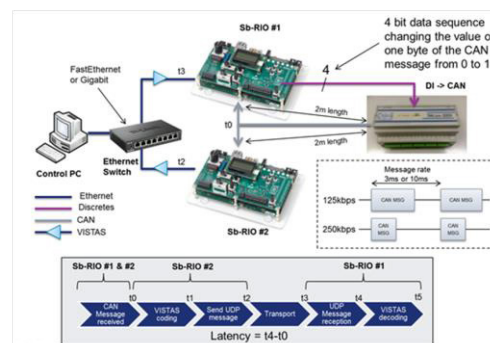 Sb-RIO #1
4 bit data sequence
changing the value o
one byte of the CAN
message from 0 to 1
t3
4
FastEthernet
or Gigabit
DI -> CAN
2m length
t0
2m length
Control PC
Ethernet
Switch
t2
Ethernet
Discretes
CAN
VISTAS
Sb-RIO #2
Message rate
3ms or 10ms
125kbps
CAN MSG
CAN MSG
250kbps
CAN
MSG
CAN
MSG
Sb-RIO #1 & #2
Sb-RIO #2
Sb-RIO #1
t0
t1
t2
t3
t4
t5
CAN
Message
received
VISTAS
coding
Send UDP
message
Transport
UDP
Message
reception
VISTAS
decoding
Latency = t4-t0